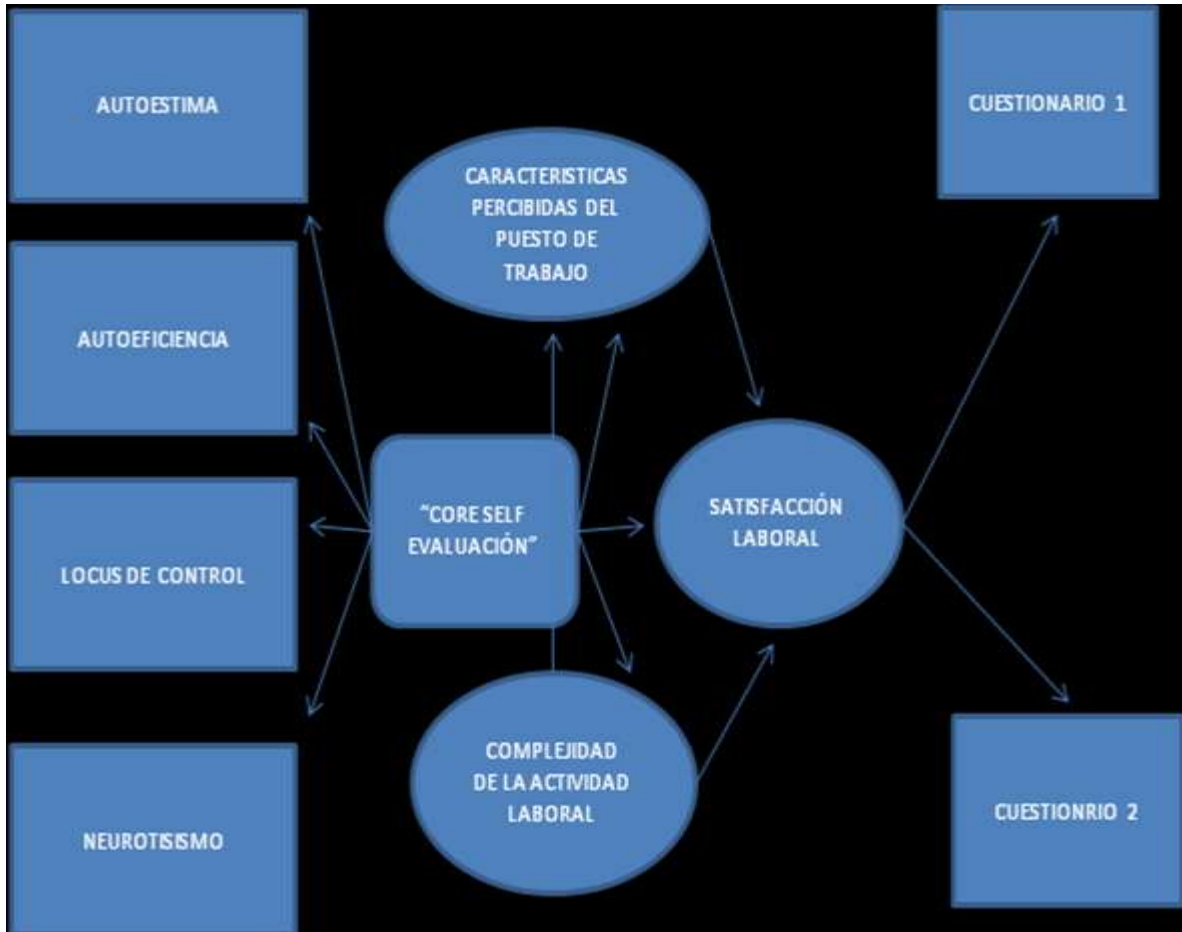 AUTOESTIMA
AUTOEFICIENCIA
LOCUS DE CONTROL
NEUROTISISMO
CARACTERISTICAS
PERCIBIDAS DEL
PUESTO DE
TRABAJO
"CORE SELF
EVALUACIÓN"
COMPLEJIDAD
DE LA ACTIVIDAD
LABORAL
SATISFACCIÓN
LABORAL
CUESTIONARIO 1
CUESTIONRIO 2